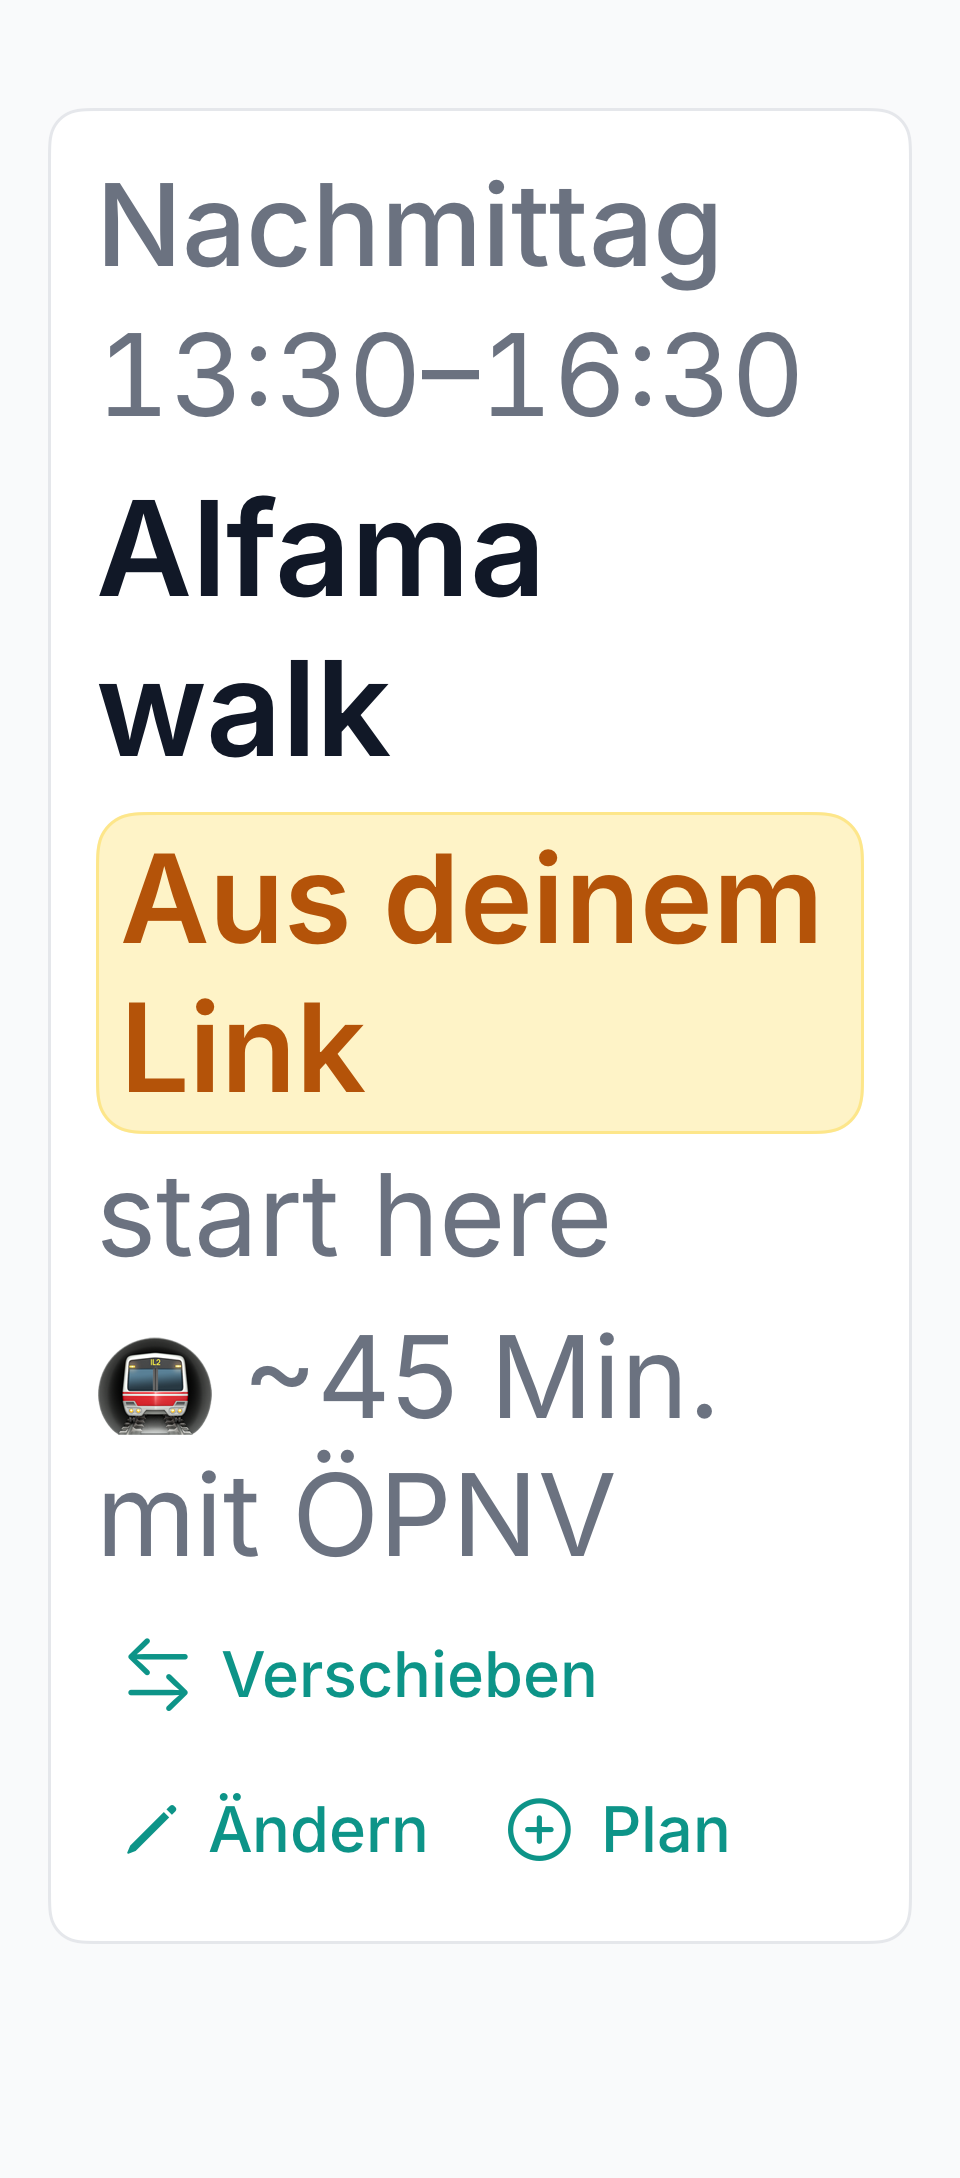 Nachmittag
13:30–16:30
Alfama
walk
Aus deinem
Link
start here
~45 Min.
mit ÖPNV
Verschieben
Ändern
Plan